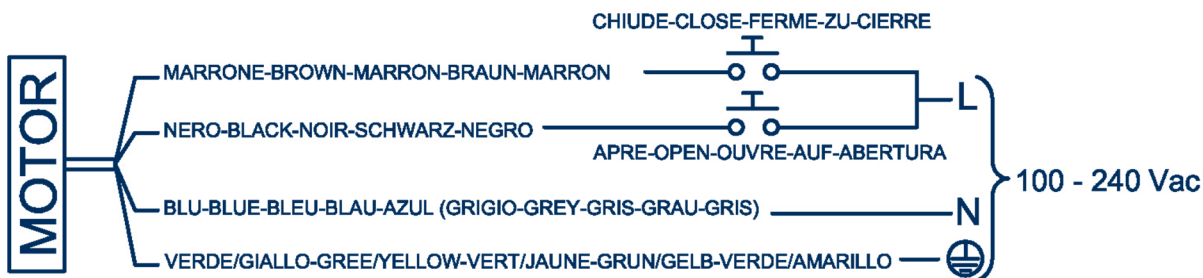 CHIUDE-CLOSE-FERME-ZU-CIERRE
MOTOR
MARRONE-BROWN-MARRON-BRAUN-MARRON
L
NERO-BLACK-NOIR-SCHWARZ-NEGRO
APRE-OPEN-OUVRE-AUF-ABERTURA
100 - 240 Vac
BLU-BLUE-BLEU-BLAU-AZUL (GRIGIO-GREY-GRIS-GRAU-GRIS)
N
VERDE/GIALLO-GREE/YELLOW-VERT/JAUNE-GRUN/GELB-VERDE/AMARILLO